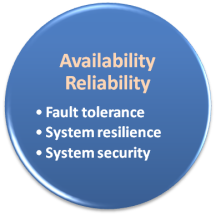 Availability
Reliability
• Fault tolerance
• System resilience
• System security